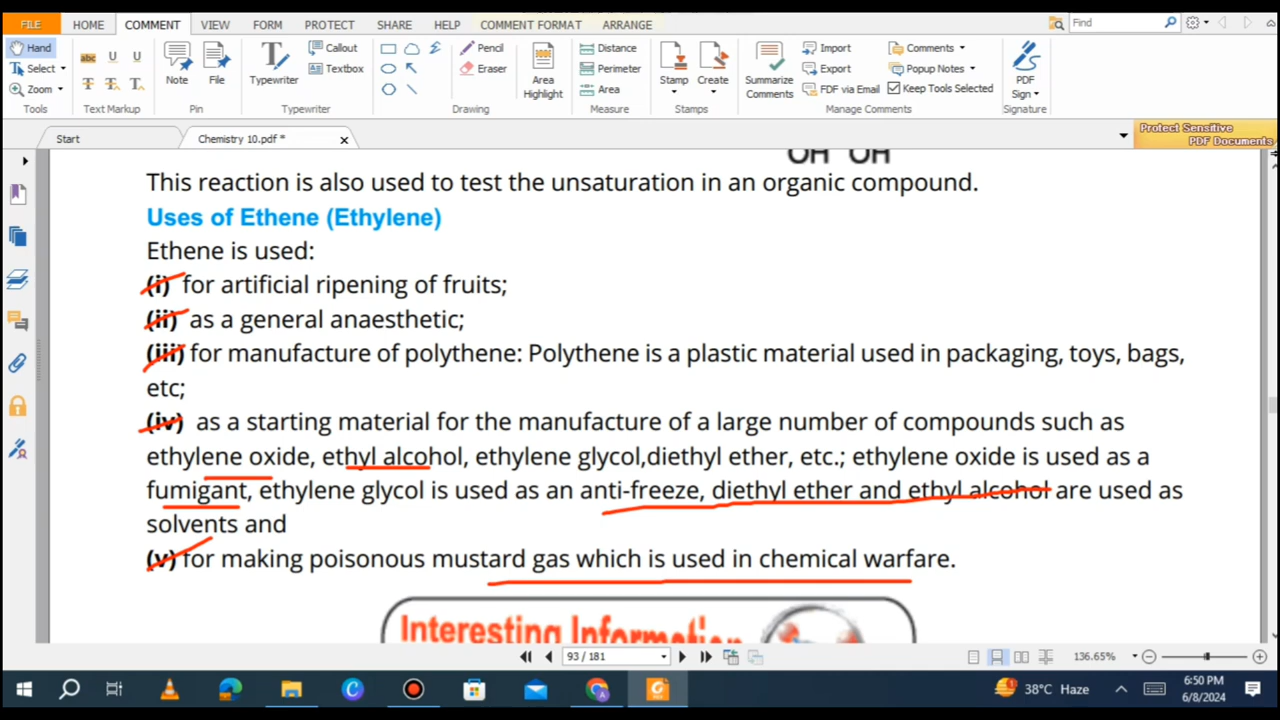 FILE HOME COMMENT VIEW FORM PROTECT SHARE HELP COMMENT FORMAT ARRANGE Find
Hand
Select
Zoom
Tools
abc U U
T T T
Text Markup
Note File
Pin
Typewriter
Callout
Textbox
Typewriter
Pencil
Eraser
Drawing
Area Highlight
Distance
Perimeter
Area
Measure
Stamp Create
Stamps
Summarize Comments
Import
Export
FDF via Email
Comments
Popup Notes
Keep Tools Selected
Manage Comments
PDF Sign
Signature
Start Chemistry 10.pdf *
Protect Sensitive
PDF Documents
OH OH
This reaction is also used to test the unsaturation in an organic compound.
Uses of Ethene (Ethylene)
Ethene is used:
(i) for artificial ripening of fruits;
(ii) as a general anaesthetic;
(iii) for manufacture of polythene: Polythene is a plastic material used in packaging, toys, bags,
etc;
(iv) as a starting material for the manufacture of a large number of compounds such as
ethylene oxide, ethyl alcohol, ethylene glycol,diethyl ether, etc.; ethylene oxide is used as a
fumigant, ethylene glycol is used as an anti-freeze, diethyl ether and ethyl alcohol are used as
solvents and
(v) for making poisonous mustard gas which is used in chemical warfare.
Interesting Information
93 / 181
136.65%
38°C Haze
6:50 PM
6/8/2024